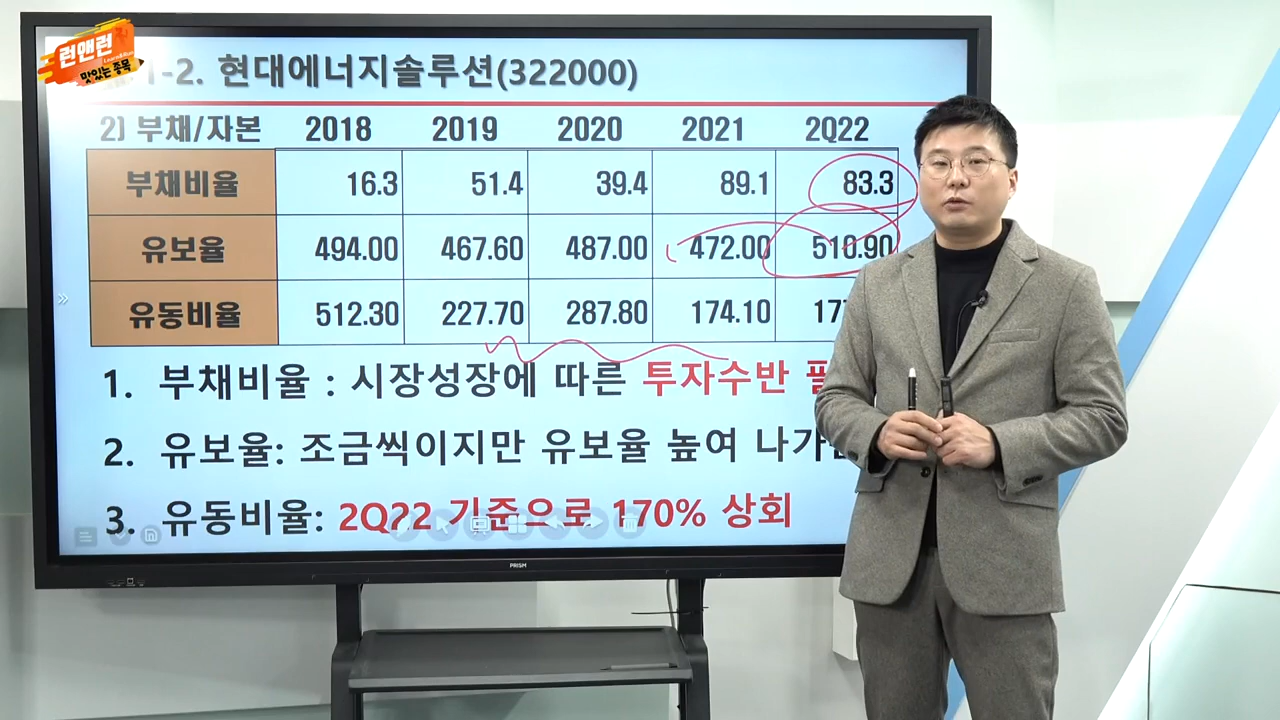 런앤런
Learn&Run
맛있는 종목
1-2. 현대에너지솔루션(322000)
2) 부채/자본 2018 2019 2020 2021 2Q22
부채비율 16.3 51.4 39.4 89.1 83.3
유보율 494.00 467.60 487.00 472.00 510.90
유동비율 512.30 227.70 287.80 174.10 17
1. 부채비율 : 시장성장에 따른 투자수반 필
2. 유보율: 조금씩이지만 유보율 높여 나가
3. 유동비율: 2Q22 기준으로 170% 상회
PRISM